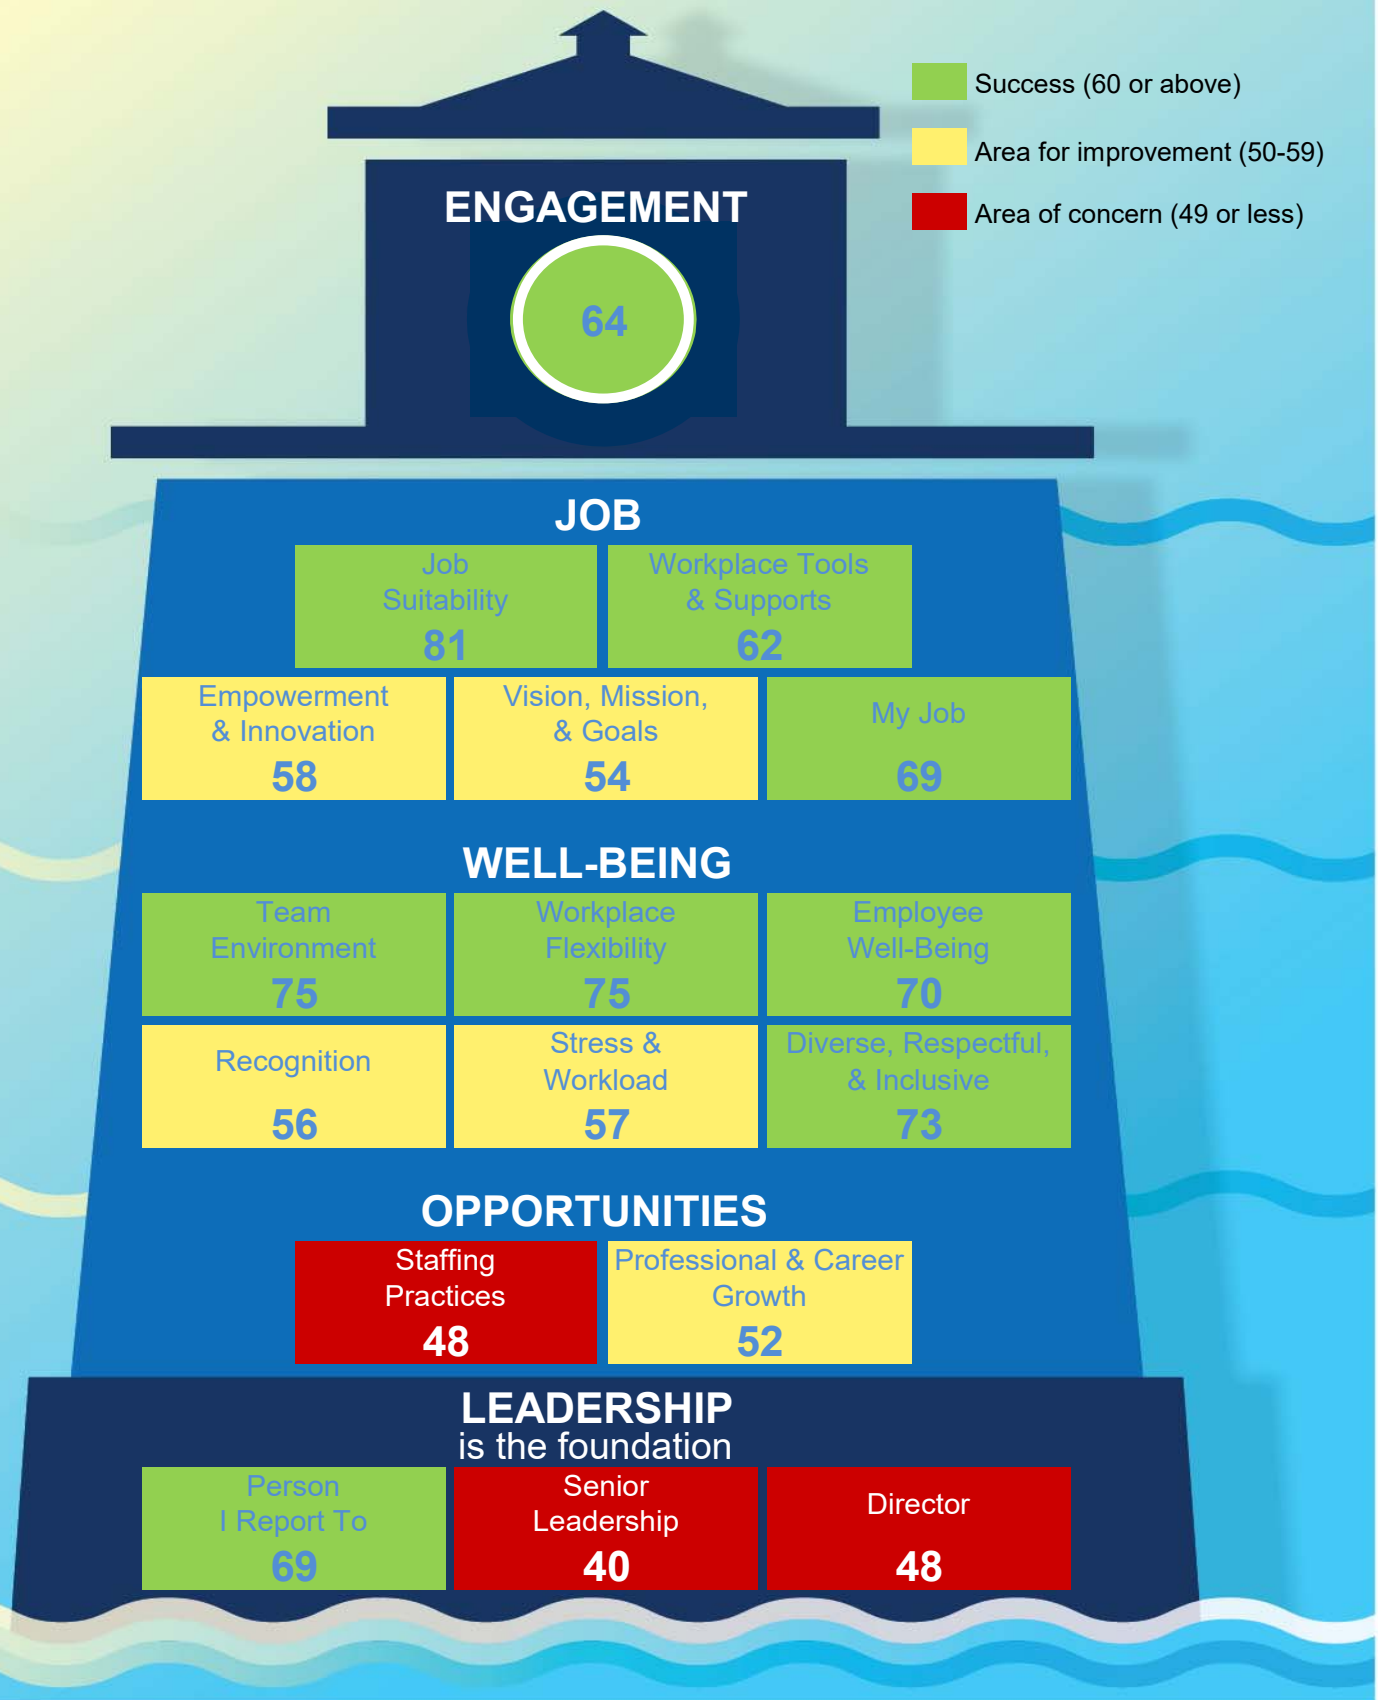 Success (60 or above)
Area for improvement (50-59)
Area of concern (49 or less)
ENGAGEMENT
64
JOB
Job
Suitability
81
Workplace Tools
& Supports
62
Empowerment
& Innovation
58
Vision, Mission,
& Goals
54
My Job
69
WELL-BEING
Team
Environment
75
Workplace
Flexibility
75
Employee
Well-Being
70
Recognition
56
Stress &
Workload
57
Diverse, Respectful,
& Inclusive
73
OPPORTUNITIES
Staffing
Practices
48
Professional & Career
Growth
52
LEADERSHIP
is the foundation
Person
I Report To
69
Senior
Leadership
40
Director
48